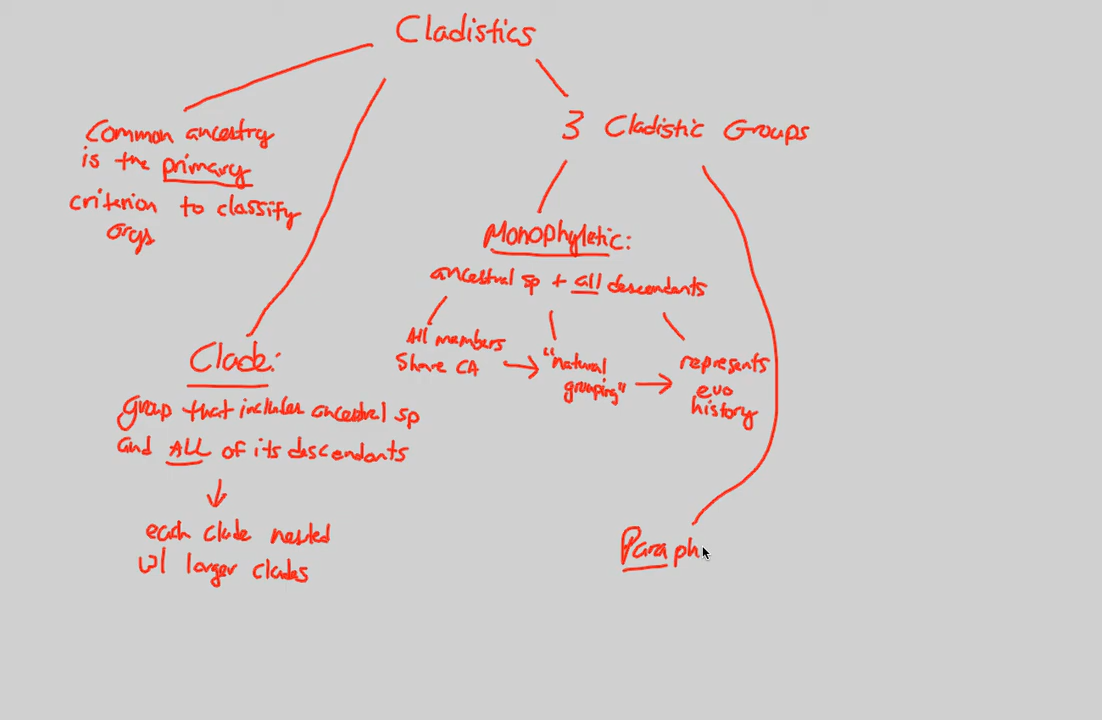 Cladistics
Common ancestry
is the primary
criterion to classify
orgs
Clade:
group that includes ancestral sp
and ALL of its descendants
each clade nested
w/ larger clades
3 Cladistic Groups
Monophyletic:
ancestral sp + all descendants
All members
Share CA
"natural
grouping"
represents
evo
history
Paraph